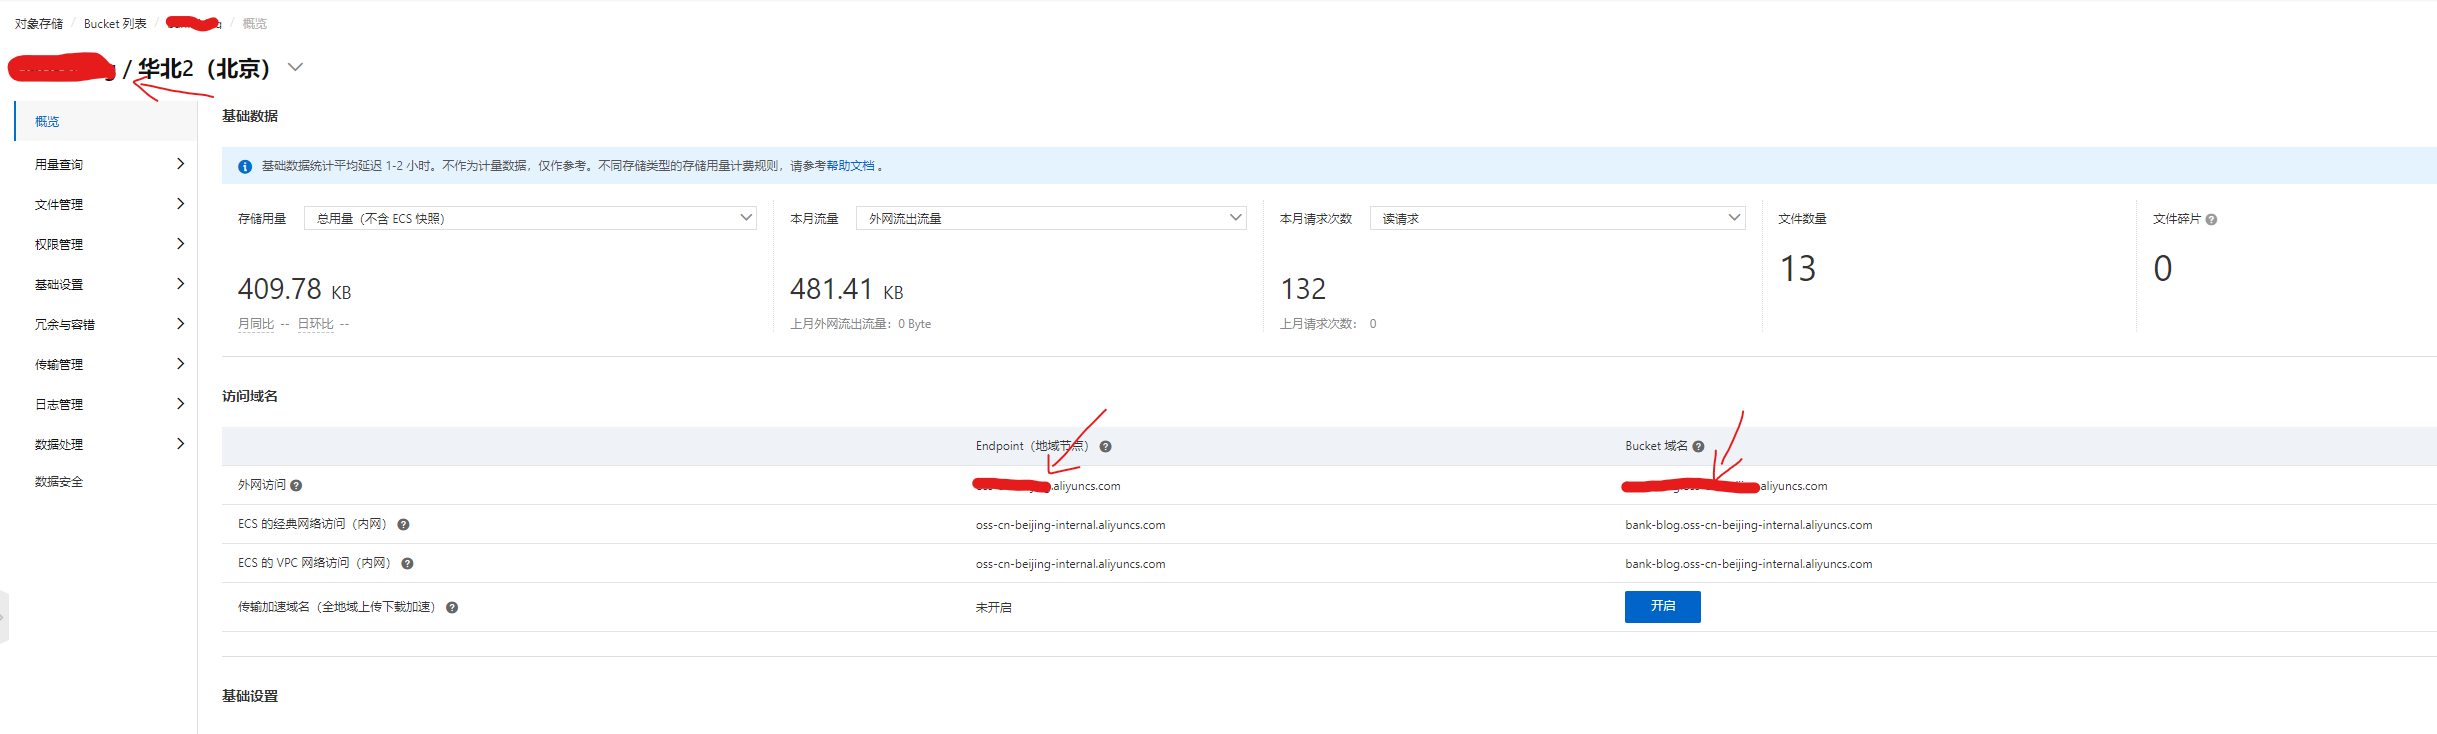 对象存储 / Bucket 列表 / / 概览
/ 华北2（北京）
概览
用量查询
文件管理
权限管理
基础设置
冗余与容错
传输管理
日志管理
数据处理
数据安全
基础数据
基础数据统计平均延迟 1-2 小时。不作为计量数据，仅作参考。不同存储类型的存储用量计费规则，请参考帮助文档 。
存储用量 总用量（不含 ECS 快照）
409.78 KB
月同比 -- 日环比 --
本月流量 外网流出流量
481.41 KB
上月外网流出流量：0 Byte
本月请求次数 读请求
132
上月请求次数： 0
文件数量
13
文件碎片
0
访问域名
Endpoint（地域节点） Bucket 域名
外网访问 .aliyuncs.com aliyuncs.com
ECS 的经典网络访问（内网） oss-cn-beijing-internal.aliyuncs.com bank-blog.oss-cn-beijing-internal.aliyuncs.com
ECS 的 VPC 网络访问（内网） oss-cn-beijing-internal.aliyuncs.com bank-blog.oss-cn-beijing-internal.aliyuncs.com
传输加速域名（全地域上传下载加速） 未开启 开启
基础设置